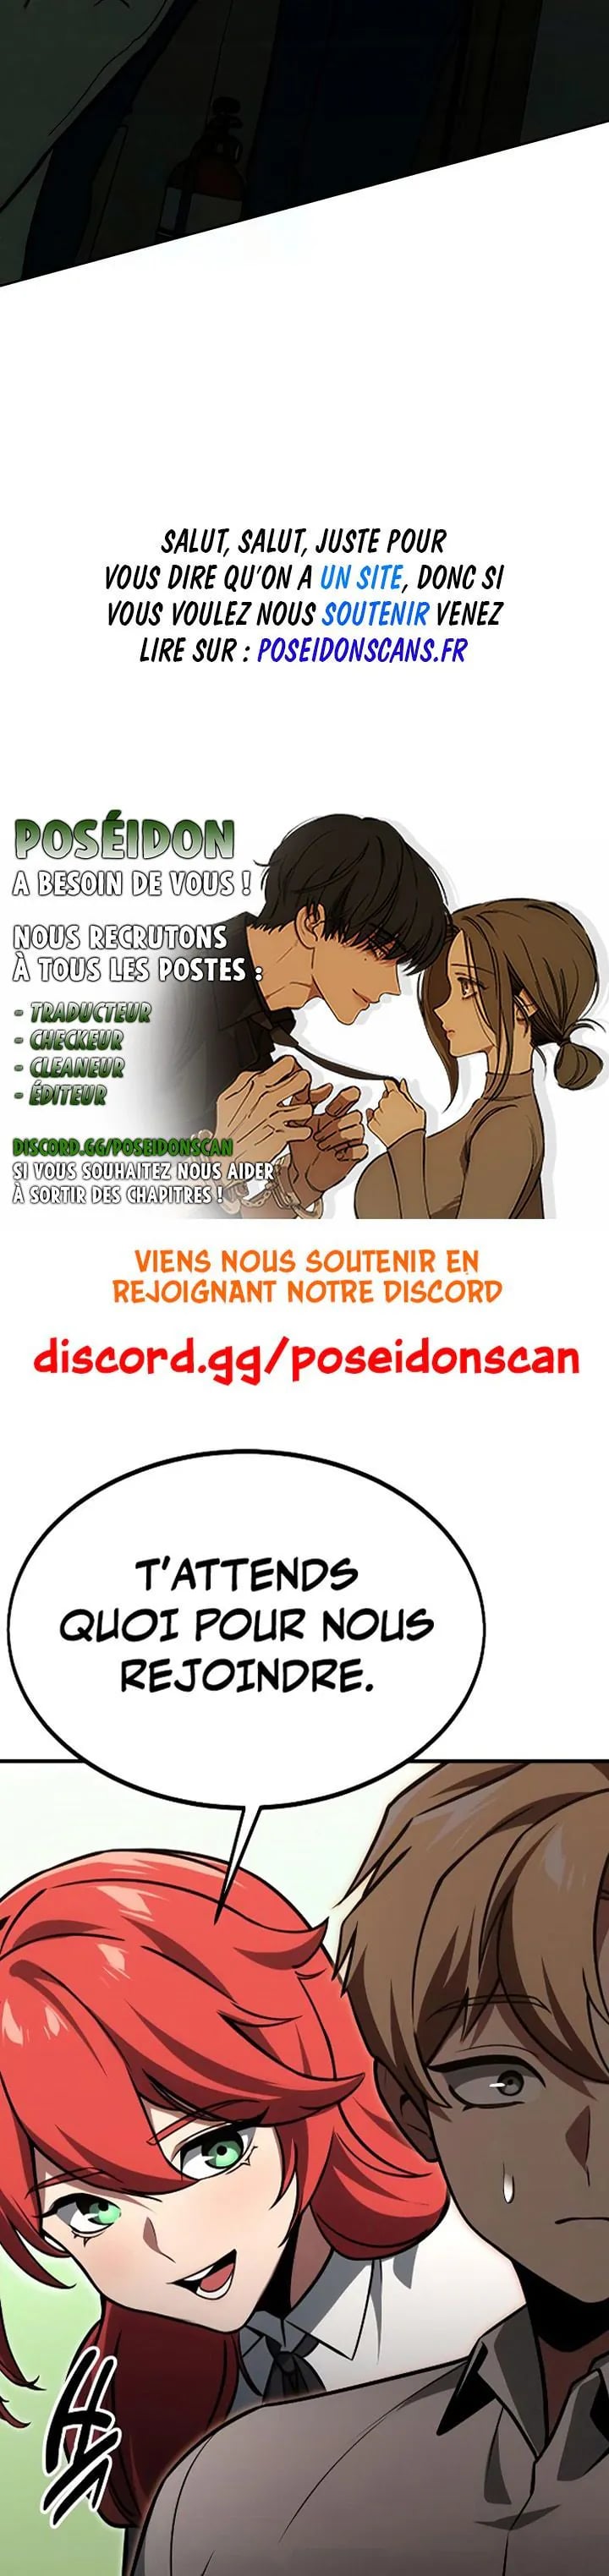 SALUT, SALUT, JUSTE POUR
VOUS DIRE QU'ON A UN SITE, DONC SI
VOUS VOULEZ NOUS SOUTENIR VENEZ
LIRE SUR : POSEIDONSCANS.FR
POSÉIDON
A BESOIN DE VOUS !
NOUS RECRUTONS
À TOUS LES POSTES :
- TRADUCTEUR
- CHECKEUR
- CLEANEUR
- ÉDITEUR
DISCORD.GG/POSEIDONSCAN
SI VOUS SOUHAITEZ NOUS AIDER
À SORTIR DES CHAPITRES !
VIENS NOUS SOUTENIR EN
REJOIGNANT NOTRE DISCORD
discord.gg/poseidonscan
T'ATTENDS
QUOI POUR NOUS
REJOINDRE.